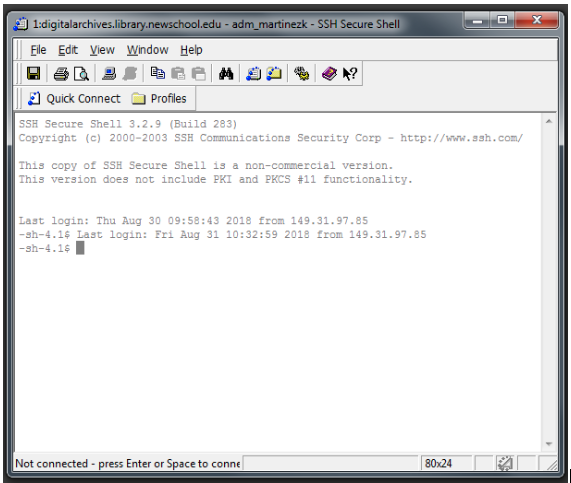 1:digitalarchives.library.newschool.edu - adm_martinezk - SSH Secure Shell
File Edit View Window Help
Quick Connect Profiles
SSH Secure Shell 3.2.9 (Build 283)
Copyright (c) 2000-2003 SSH Communications Security Corp - http://www.ssh.com/
This copy of SSH Secure Shell is a non-commercial version.
This version does not include PKI and PKCS #11 functionality.
Last login: Thu Aug 30 09:58:43 2018 from 149.31.97.85
-sh-4.1$ Last login: Fri Aug 31 10:32:59 2018 from 149.31.97.85
-sh-4.1$
Not connected - press Enter or Space to conne 80x24